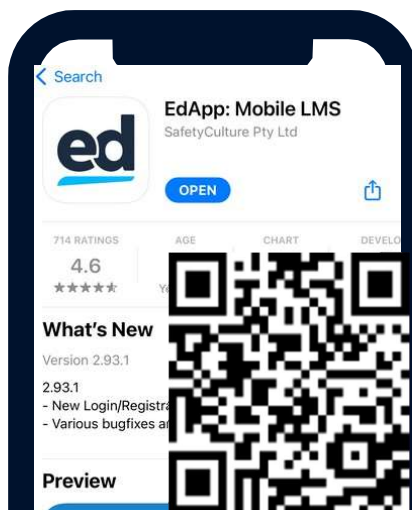 Search
EdApp: Mobile LMS
SafetyCulture Pty Ltd
ed
OPEN
714 RATINGS AGE CHART DEVELO
4.6
What's New
Version 2.93.1
2.93.1
- New Login/Registra
- Various bugfixes a
Preview